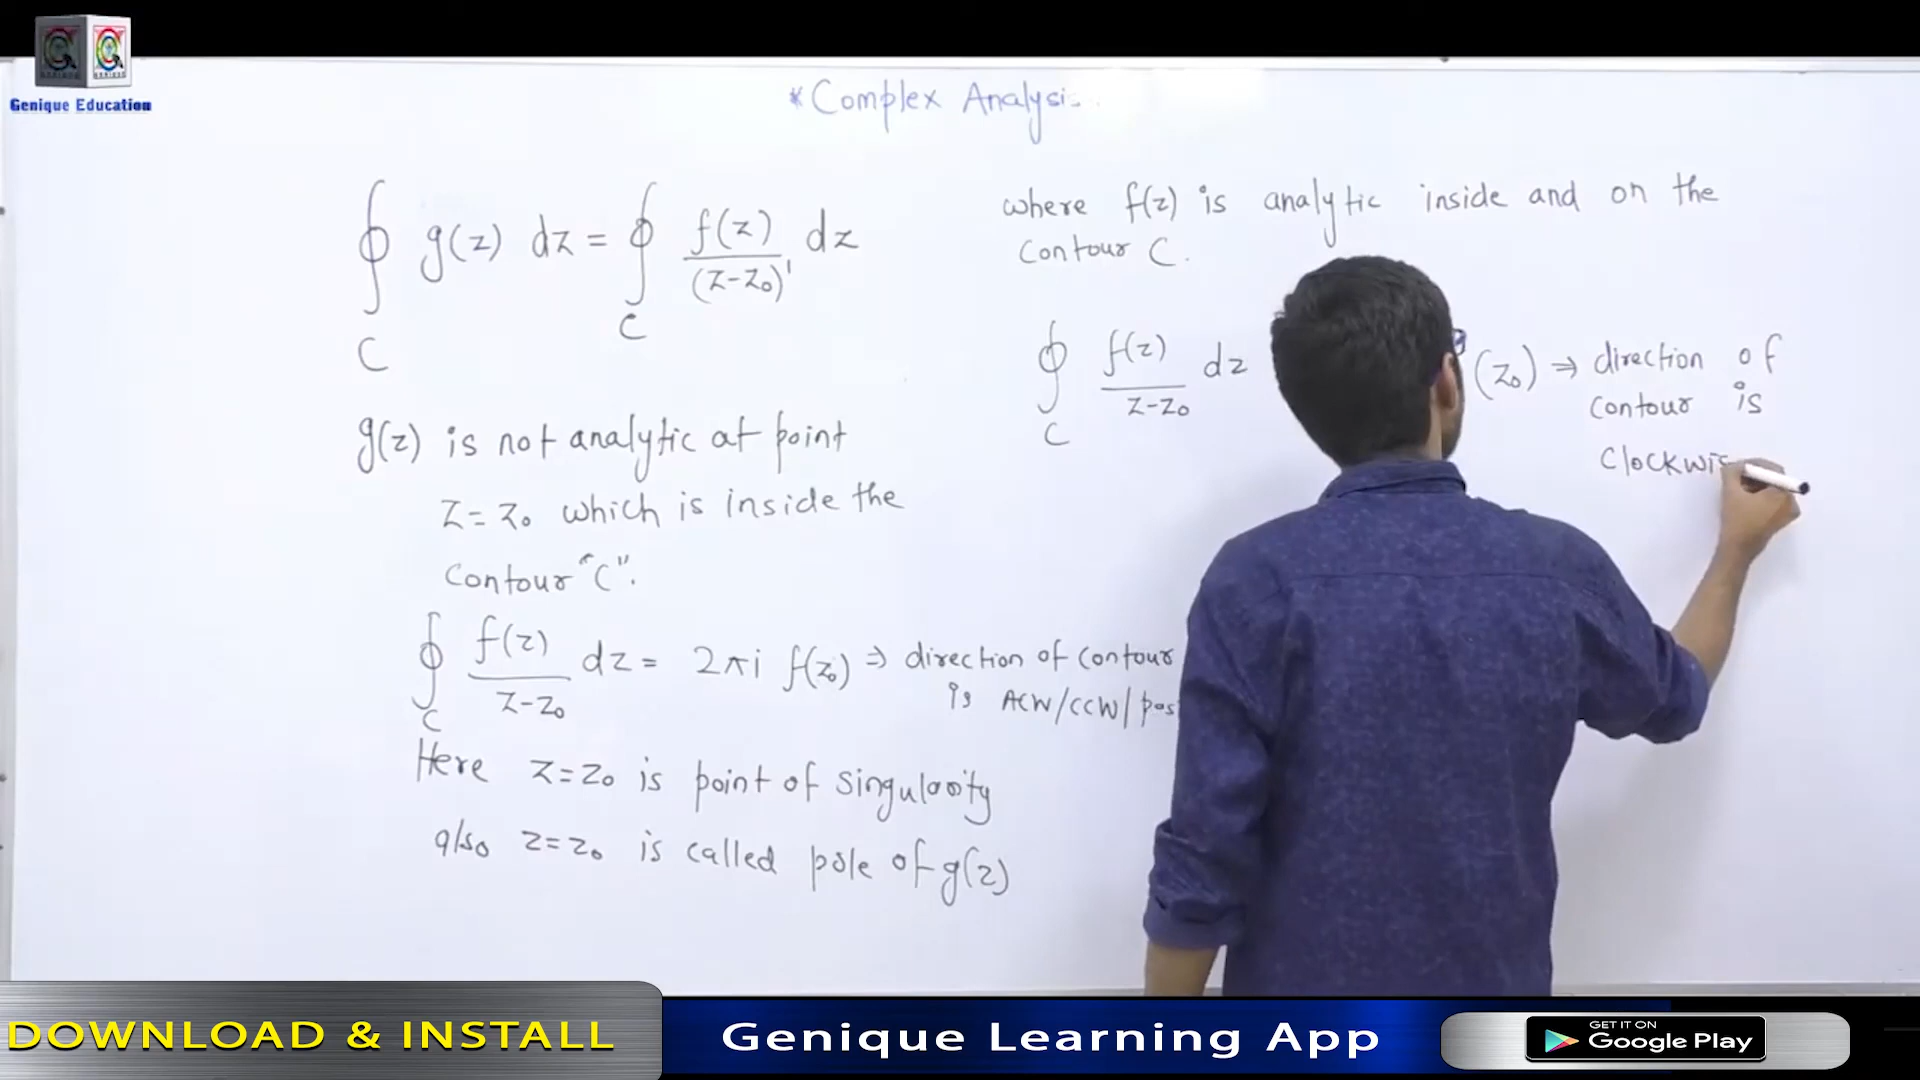 Genique Education
* Complex Analysis
∮ g(z) dz = ∮ f(z)/(z-z₀)¹ dz
C C
g(z) is not analytic at point
z = z₀ which is inside the
contour "C".
∮ f(z)/z-z₀ dz = 2πi f(z₀) ⇒ direction of contour
C
is ACW/CCW/pos
Here z=z₀ is point of singularity
also z=z₀ is called pole of g(z)
where f(z) is analytic inside and on the
contour C.
∮ f(z)/z-z₀ dz (z₀) ⇒ direction of
C
contour is
clockwis
DOWNLOAD & INSTALL
Genique Learning App
GET IT ON
Google Play